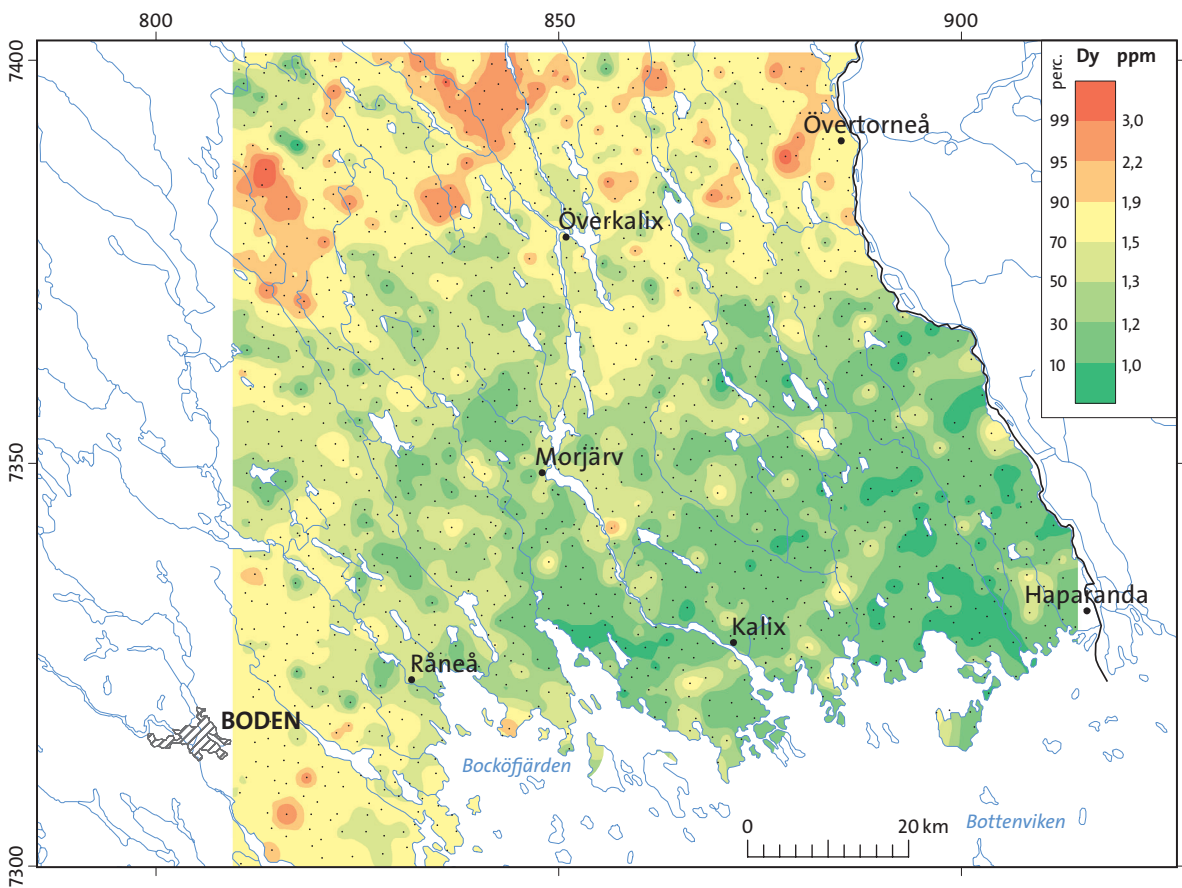 800
850
900
7400
7350
7300
perc.
Dy
ppm
99
3,0
95
2,2
90
1,9
70
1,5
50
1,3
30
1,2
10
1,0
Övertorneå
Överkalix
Morjärv
Haparanda
Kalix
Råneå
BODEN
Bocköfjärden
Bottenviken
0
20 km